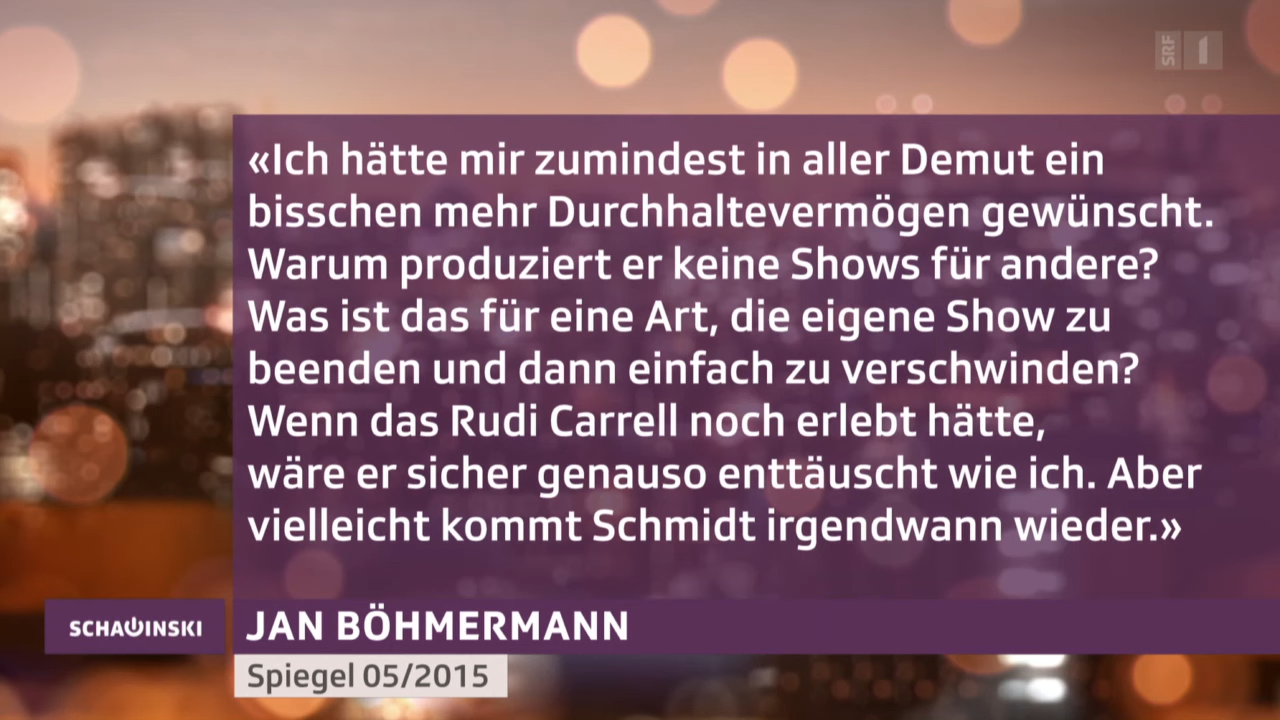 SRF 1
«Ich hätte mir zumindest in aller Demut ein
bisschen mehr Durchhaltevermögen gewünscht.
Warum produziert er keine Shows für andere?
Was ist das für eine Art, die eigene Show zu
beenden und dann einfach zu verschwinden?
Wenn das Rudi Carrell noch erlebt hätte,
wäre er sicher genauso enttäuscht wie ich. Aber
vielleicht kommt Schmidt irgendwann wieder.»
SCHAWINSKI
JAN BÖHMERMANN
Spiegel 05/2015